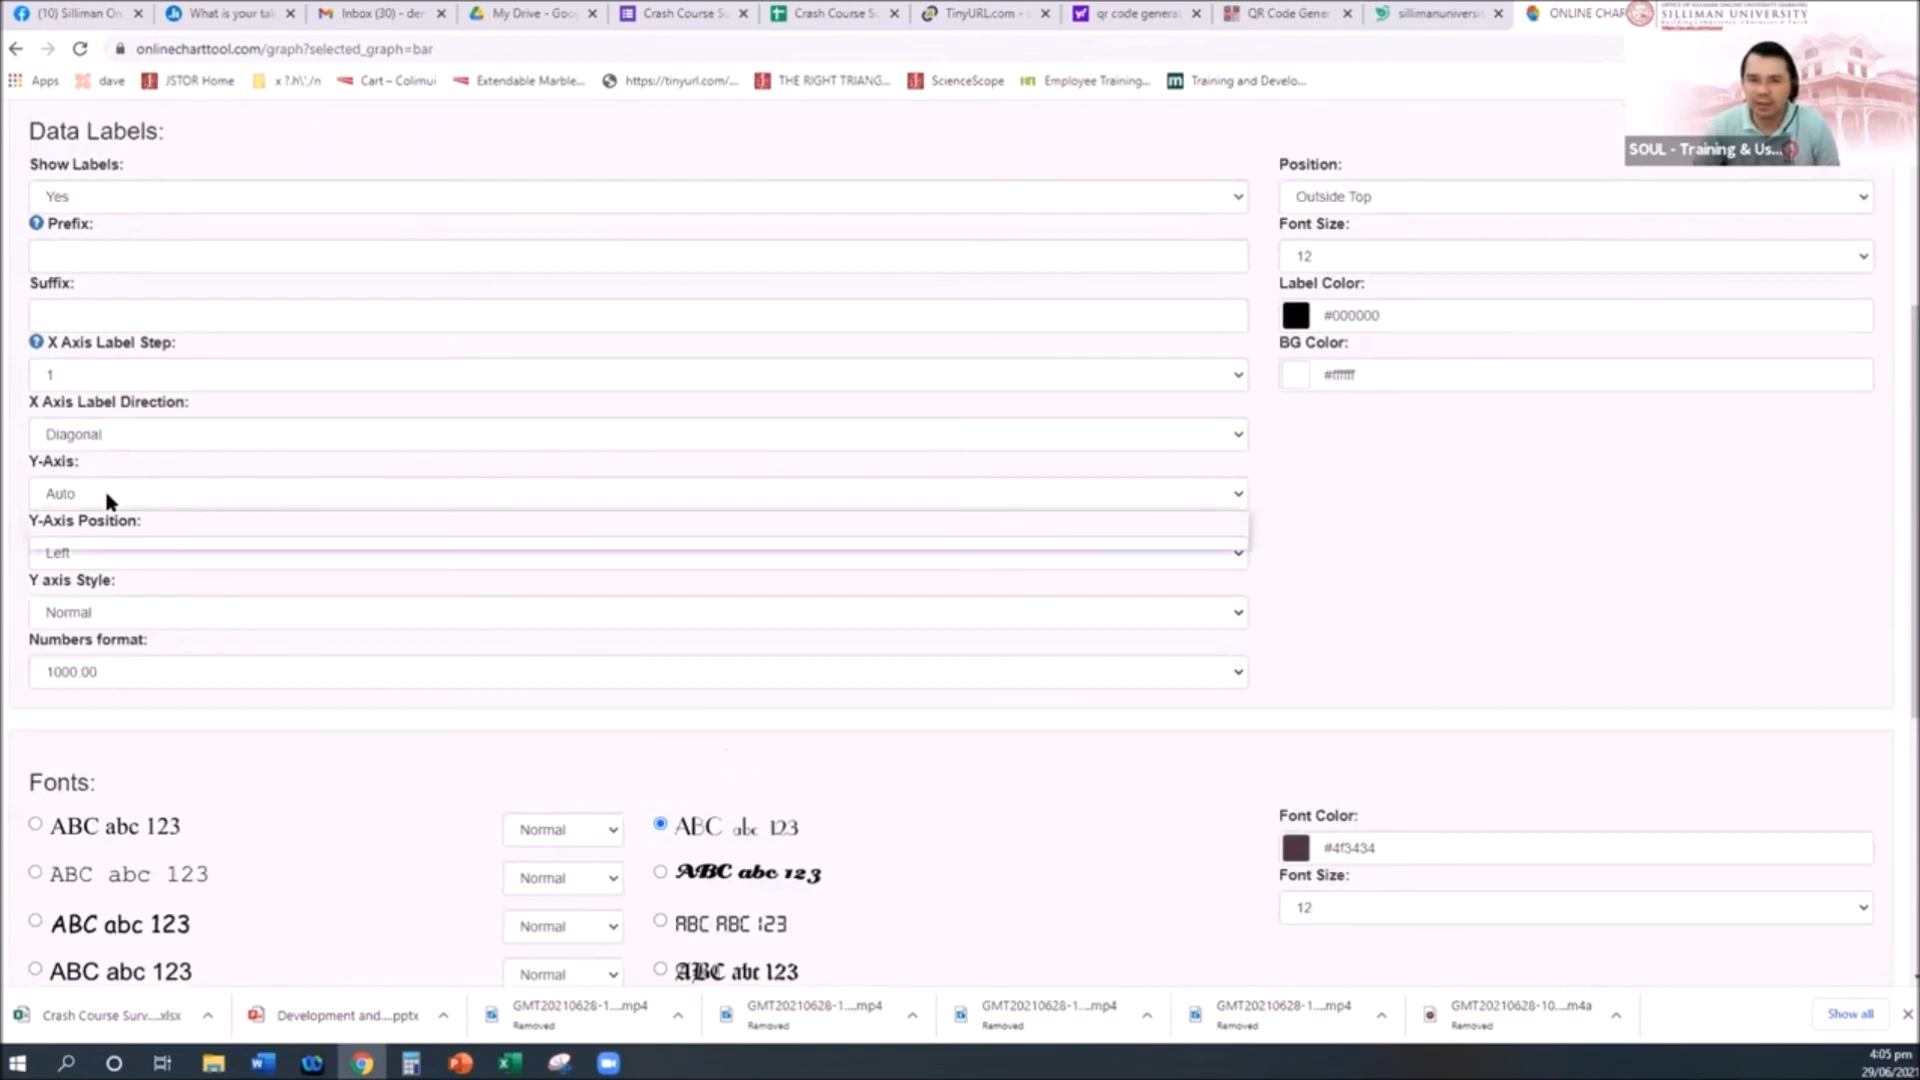 (10) Silliman On
What is your tal
Inbox (30) - der
My Drive - Goo
Crash Course Su
Crash Course Su
TinyURL.com -
qr code generat
QR Code Gener
sillimanuniversi
ONLINE CHAR
SILLIMAN UNIVERSITY
onlinecharttool.com/graph?selected_graph=bar
Apps
dave
JSTOR Home
x ?.h\',/n
Cart – Colimui
Extendable Marble...
https://tinyurl.com/...
THE RIGHT TRIANG...
ScienceScope
Employee Training...
Training and Develo...
SOUL - Training & Us...
Data Labels:
Show Labels:
Yes
Prefix:
Suffix:
X Axis Label Step:
1
X Axis Label Direction:
Diagonal
Y-Axis:
Auto
Y-Axis Position:
Left
Y axis Style:
Normal
Numbers format:
1000.00
Position:
Outside Top
Font Size:
12
Label Color:
#000000
BG Color:
#ffffff
Fonts:
ABC abc 123 Normal ABC abc 123
ABC abc 123 Normal ABC abc 123
ABC abc 123 Normal ABC ABC 123
ABC abc 123 Normal ABC abc 123
Font Color:
#4f3434
Font Size:
12
Crash Course Surv....xlsx
Development and....pptx
GMT20210628-1....mp4
Removed
GMT20210628-1....mp4
Removed
GMT20210628-1....mp4
Removed
GMT20210628-1....mp4
Removed
GMT20210628-10....m4a
Removed
Show all
4:05 pm
29/06/2021